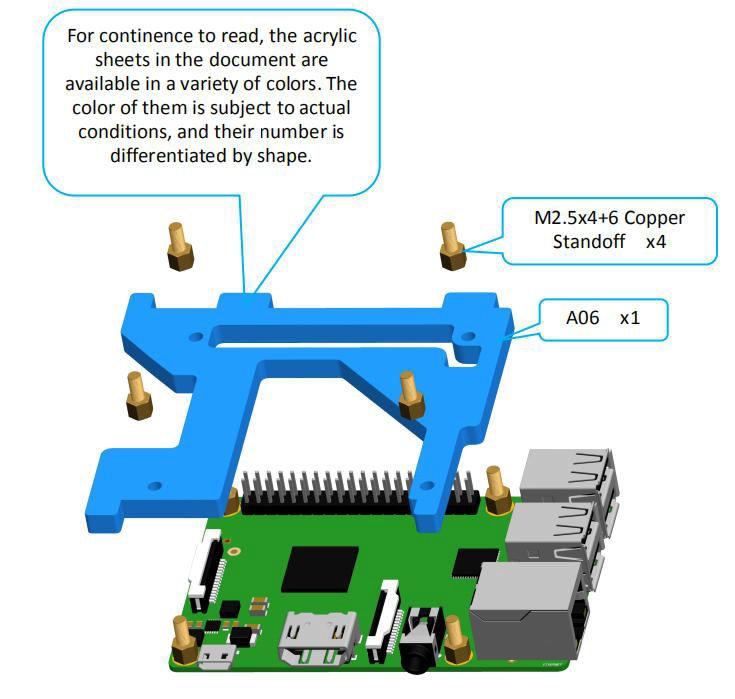 For continence to read, the acrylic
sheets in the document are
available in a variety of colors. The
color of them is subject to actual
conditions, and their number is
differentiated by shape.
M2.5x4+6 Copper
Standoff x4
A06 x1
ETHERNET